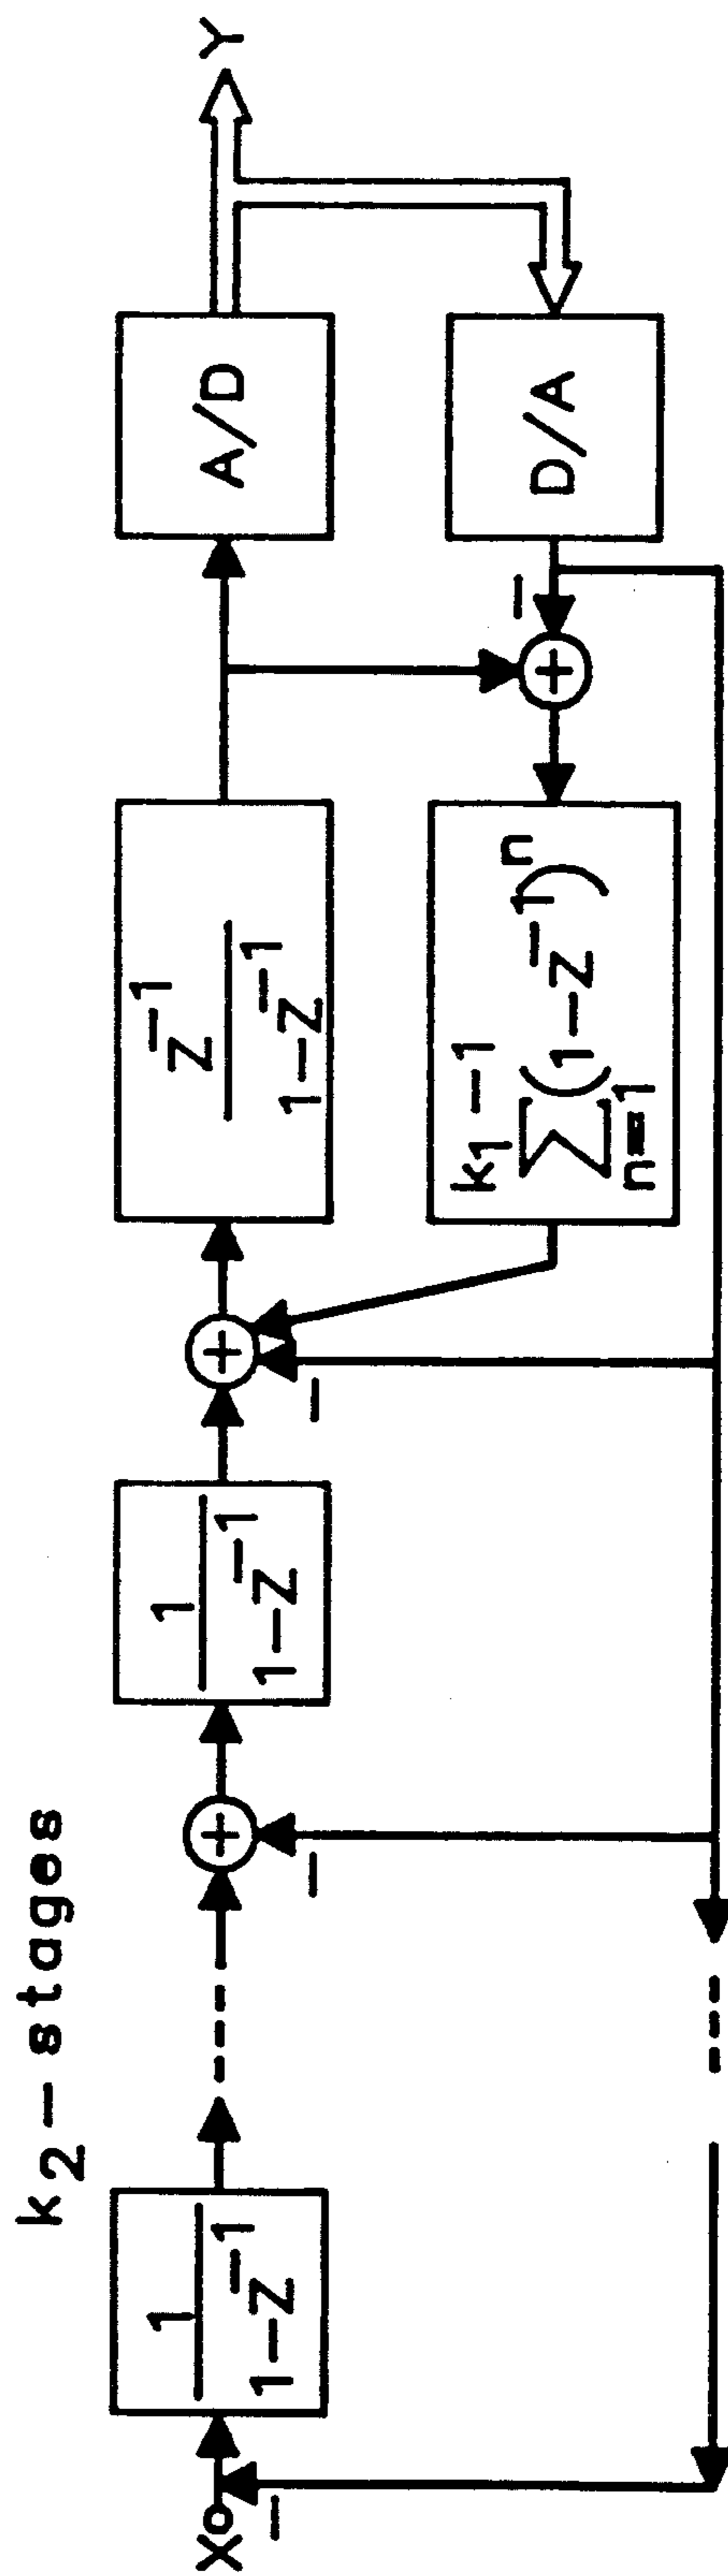 k₂-stages
X
−
1
1-Z⁻¹
+
−
1
1-Z⁻¹
+
−
Z⁻¹
1-Z⁻¹
A/D
Y
k₁-1
∑(1-Z⁻¹)ⁿ
n=1
+
−
D/A